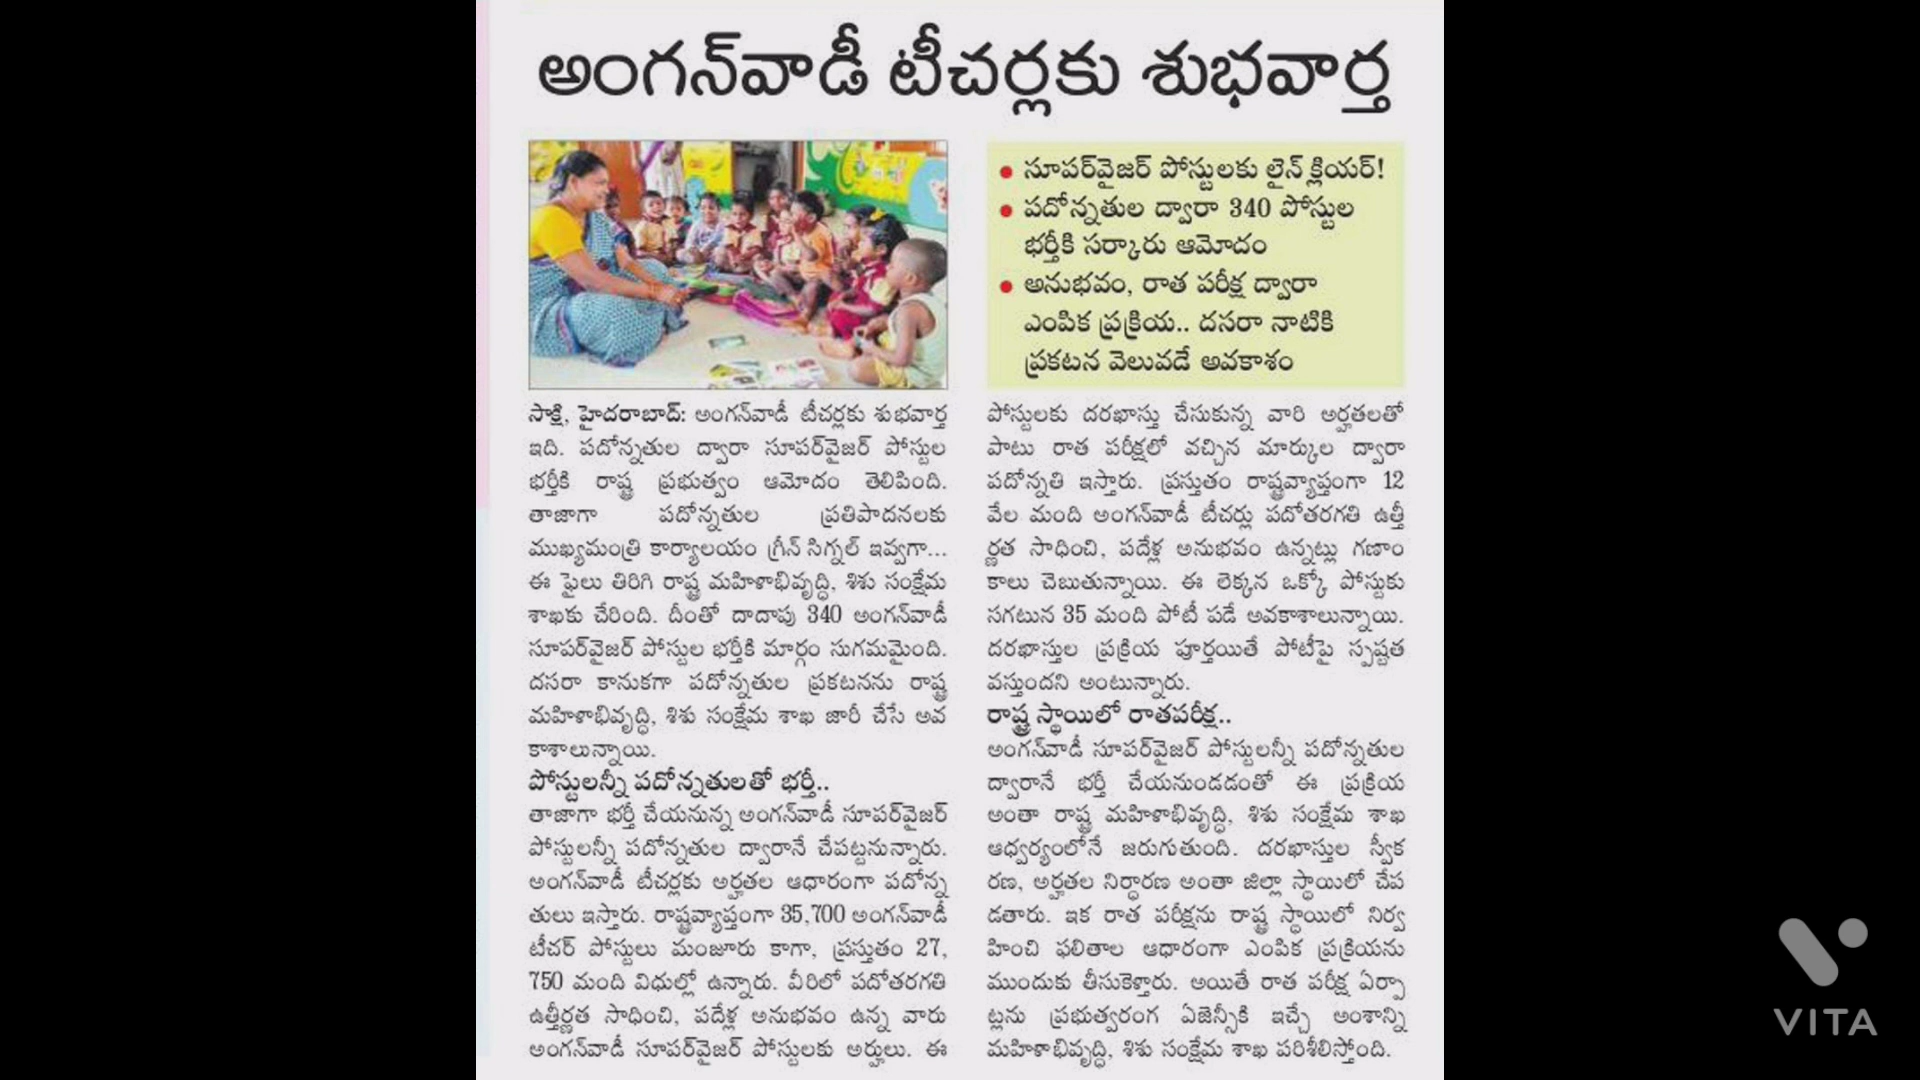 అంగన్‌వాడీ టీచర్లకు శుభవార్త
● సూపర్‌వైజర్ పోస్టులకు లైన్ క్లియర్!
● పదోన్నతుల ద్వారా 340 పోస్టుల
భర్తీకి సర్కారు ఆమోదం
● అనుభవం, రాత పరీక్ష ద్వారా
ఎంపిక ప్రక్రియ.. దసరా నాటికి
ప్రకటన వెలువడే అవకాశం
సాక్షి, హైదరాబాద్: అంగన్‌వాడీ టీచర్లకు శుభవార్త
ఇది. పదోన్నతుల ద్వారా సూపర్‌వైజర్ పోస్టుల
భర్తీకి రాష్ట్ర ప్రభుత్వం ఆమోదం తెలిపింది.
తాజాగా పదోన్నతుల ప్రతిపాదనలకు
ముఖ్యమంత్రి కార్యాలయం గ్రీన్ సిగ్నల్ ఇవ్వగా...
ఈ ఫైలు తిరిగి రాష్ట్ర మహిళాభివృద్ధి, శిశు సంక్షేమ
శాఖకు చేరింది. దీంతో దాదాపు 340 అంగన్‌వాడీ
సూపర్‌వైజర్ పోస్టుల భర్తీకి మార్గం సుగమమైంది.
దసరా కానుకగా పదోన్నతుల ప్రకటనను రాష్ట్ర
మహిళాభివృద్ధి, శిశు సంక్షేమ శాఖ జారీ చేసే అవ
కాశాలున్నాయి.
పోస్టులన్నీ పదోన్నతులతో భర్తీ..
తాజాగా భర్తీ చేయనున్న అంగన్‌వాడీ సూపర్‌వైజర్
పోస్టులన్నీ పదోన్నతుల ద్వారానే చేపట్టనున్నారు.
అంగన్‌వాడీ టీచర్లకు అర్హతల ఆధారంగా పదోన్న
తులు ఇస్తారు. రాష్ట్రవ్యాప్తంగా 35,700 అంగన్‌వాడీ
టీచర్ పోస్టులు మంజూరు కాగా, ప్రస్తుతం 27,
750 మంది విధుల్లో ఉన్నారు. వీరిలో పదోతరగతి
ఉత్తీర్ణత సాధించి, పదేళ్ల అనుభవం ఉన్న వారు
అంగన్‌వాడీ సూపర్‌వైజర్ పోస్టులకు అర్హులు. ఈ
పోస్టులకు దరఖాస్తు చేసుకున్న వారి అర్హతలతో
పాటు రాత పరీక్షలో వచ్చిన మార్కుల ద్వారా
పదోన్నతి ఇస్తారు. ప్రస్తుతం రాష్ట్రవ్యాప్తంగా 12
వేల మంది అంగన్‌వాడీ టీచర్లు పదోతరగతి ఉత్తీ
ర్ణత సాధించి, పదేళ్ల అనుభవం ఉన్నట్లు గణాం
కాలు చెబుతున్నాయి. ఈ లెక్కన ఒక్కో పోస్టుకు
సగటున 35 మంది పోటీ పడే అవకాశాలున్నాయి.
దరఖాస్తుల ప్రక్రియ పూర్తయితే పోటీపై స్పష్టత
వస్తుందని అంటున్నారు.
రాష్ట్ర స్థాయిలో రాతపరీక్ష..
అంగన్‌వాడీ సూపర్‌వైజర్ పోస్టులన్నీ పదోన్నతుల
ద్వారానే భర్తీ చేయనుండడంతో ఈ ప్రక్రియ
అంతా రాష్ట్ర మహిళాభివృద్ధి, శిశు సంక్షేమ శాఖ
ఆధ్వర్యంలోనే జరుగుతుంది. దరఖాస్తుల స్వీక
రణ, అర్హతల నిర్ధారణ అంతా జిల్లా స్థాయిలో చేప
డతారు. ఇక రాత పరీక్షను రాష్ట్ర స్థాయిలో నిర్వ
హించి ఫలితాల ఆధారంగా ఎంపిక ప్రక్రియను
ముందుకు తీసుకెళ్తారు. అయితే రాత పరీక్ష ఏర్పా
ట్లను ప్రభుత్వరంగ ఏజెన్సీకి ఇచ్చే అంశాన్ని
మహిళాభివృద్ధి, శిశు సంక్షేమ శాఖ పరిశీలిస్తోంది.
VITA